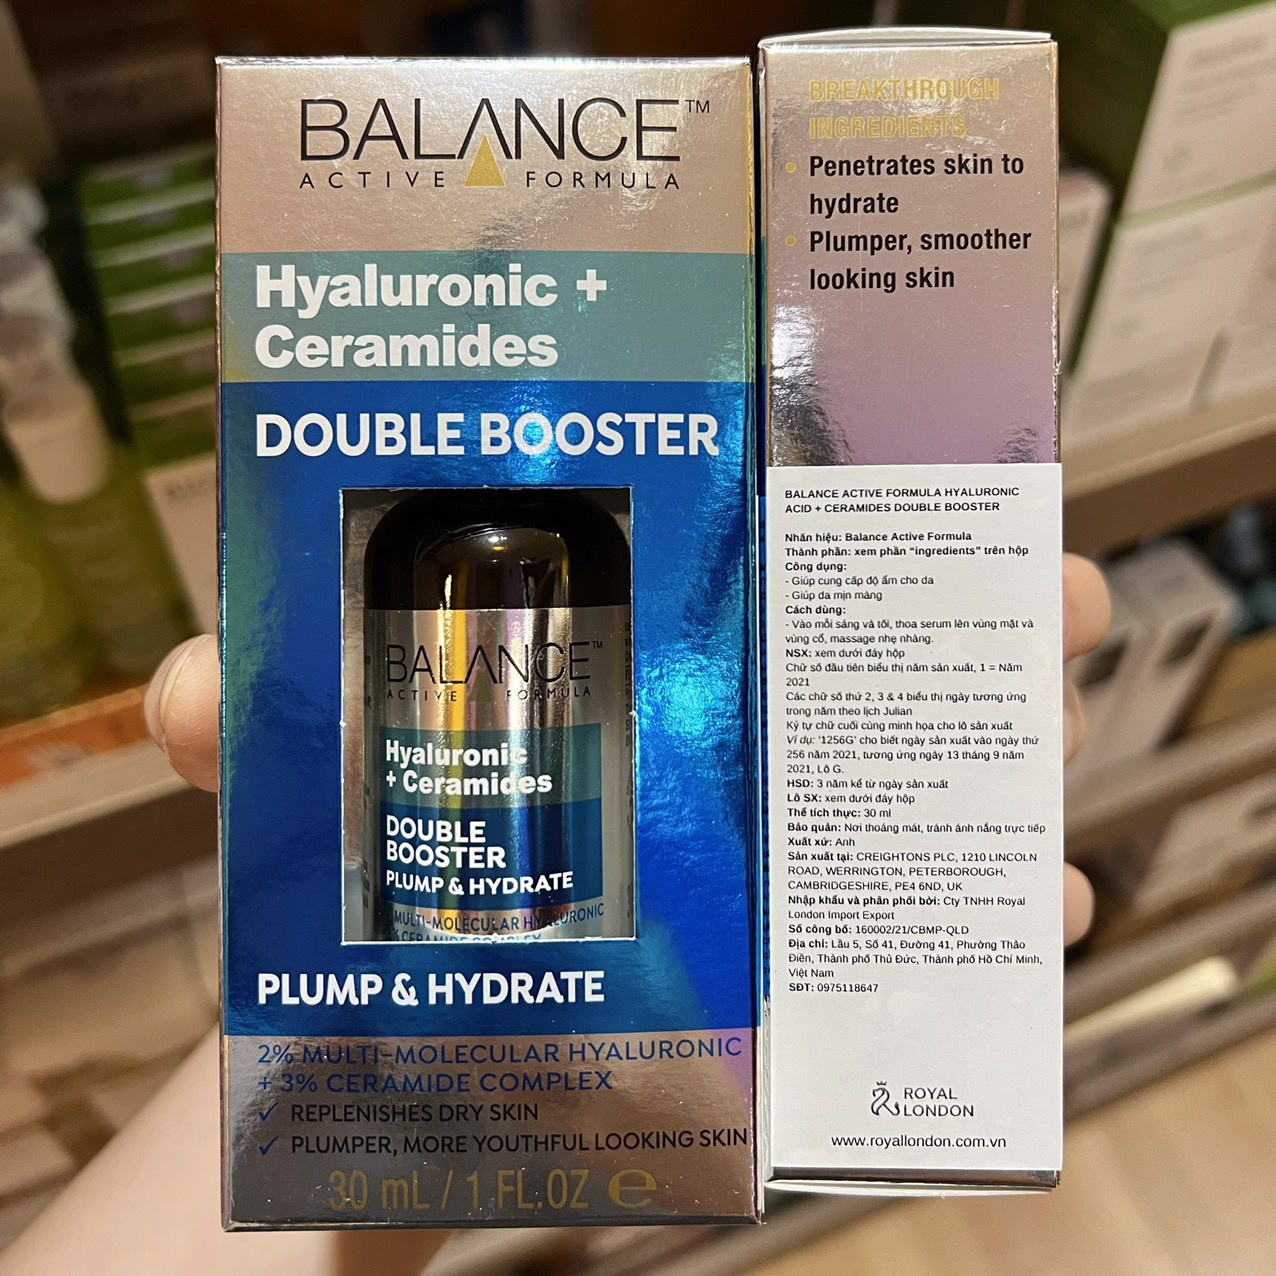 BALANCE™
ACTIVE FORMULA
Hyaluronic +
Ceramides
DOUBLE BOOSTER
BALANCE™
ACTIVE FORMULA
Hyaluronic
+ Ceramides
DOUBLE
BOOSTER
PLUMP & HYDRATE
MULTI-MOLECULAR HYALURONIC
CERAMIDE COMPLEX
PLUMP & HYDRATE
2% MULTI-MOLECULAR HYALURONIC
+ 3% CERAMIDE COMPLEX
✓ REPLENISHES DRY SKIN
✓ PLUMPER, MORE YOUTHFUL LOOKING SKIN
30 mL / 1 FL.OZ ℮
BREAKTHROUGH
INGREDIENTS
• Penetrates skin to
hydrate
• Plumper, smoother
looking skin
BALANCE ACTIVE FORMULA HYALURONIC
ACID + CERAMIDES DOUBLE BOOSTER
Nhãn hiệu: Balance Active Formula
Thành phần: xem phần “ingredients” trên hộp
Công dụng:
- Giúp cung cấp độ ẩm cho da
- Giúp da mịn màng
Cách dùng:
- Vào mỗi sáng và tối, thoa serum lên vùng mặt và
vùng cổ, massage nhẹ nhàng.
NSX: xem dưới đáy hộp
Chữ số đầu tiên biểu thị năm sản xuất, 1 = Năm
2021
Các chữ số thứ 2, 3 & 4 biểu thị ngày tương ứng
trong năm theo lịch Julian
Ký tự chữ cuối cùng minh họa cho lô sản xuất
Ví dụ: '1256G' cho biết ngày sản xuất vào ngày thứ
256 năm 2021, tương ứng ngày 13 tháng 9 năm
2021, Lô G.
HSD: 3 năm kể từ ngày sản xuất
Lô SX: xem dưới đáy hộp
Thể tích thực: 30 ml
Bảo quản: Nơi thoáng mát, tránh ánh nắng trực tiếp
Xuất xứ: Anh
Sản xuất tại: CREIGHTONS PLC, 1210 LINCOLN
ROAD, WERRINGTON, PETERBOROUGH,
CAMBRIDGESHIRE, PE4 6ND, UK
Nhập khẩu và phân phối bởi: Cty TNHH Royal
London Import Export
Số công bố: 160002/21/CBMP-QLD
Địa chỉ: Lầu 5, Số 41, Đường 41, Phường Thảo
Điền, Thành phố Thủ Đức, Thành phố Hồ Chí Minh,
Việt Nam
SĐT: 0975118647
ROYAL
LONDON
www.royallondon.com.vn